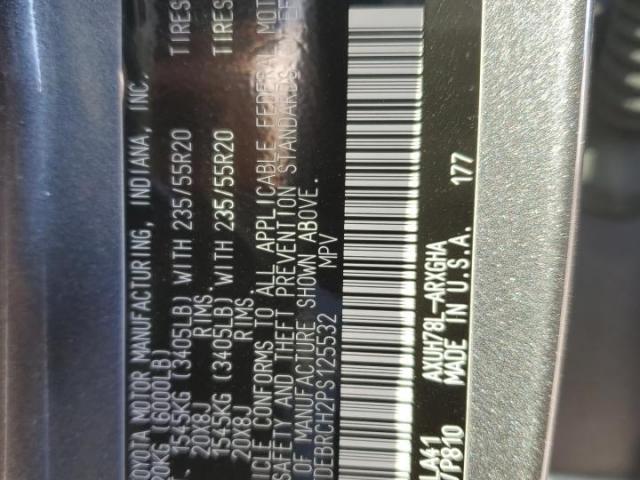 TOYOTA MOTOR MANUFACTURING, INDIANA, INC.
20KG (6000LB)
1545KG (3405LB) WITH 235/55R20 TIRES
20X8J RIMS,
1545KG (3405LB) WITH 235/55R20 TIRES
20X8J RIMS,
ICLE CONFORMS TO ALL APPLICABLE FEDERAL MOT
SAFETY AND THEFT PREVENTION STANDARDS
OF MANUFACTURE SHOWN ABOVE.
DEBRCH2PS125532 MPV
LA41 AXUH78L-ARXGHA
7P810 MADE IN U.S.A. 177